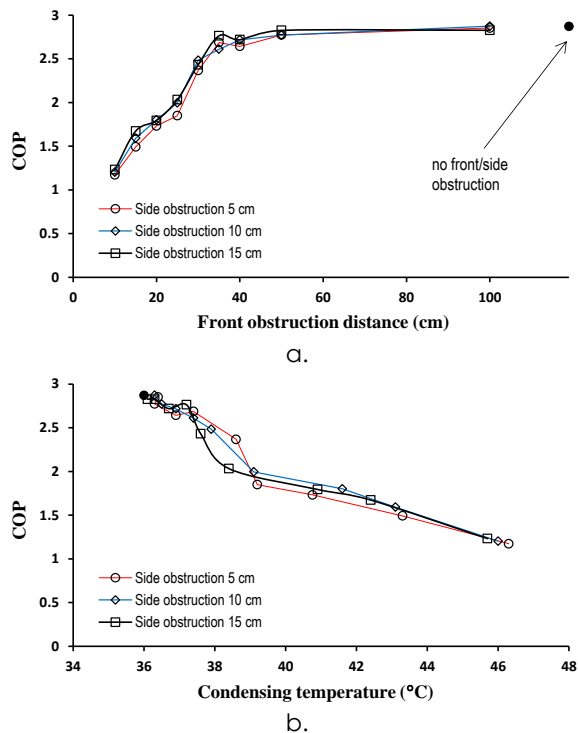 3
2.5
2
COP
1.5
1
0.5
0
no front/side
obstruction
Side obstruction 5 cm
Side obstruction 10 cm
Side obstruction 15 cm
0 20 40 60 80 100
Front obstruction distance (cm)
a.
3
2.5
2
COP
1.5
1
0.5
0
Side obstruction 5 cm
Side obstruction 10 cm
Side obstruction 15 cm
34 36 38 40 42 44 46 48
Condensing temperature (°C)
b.